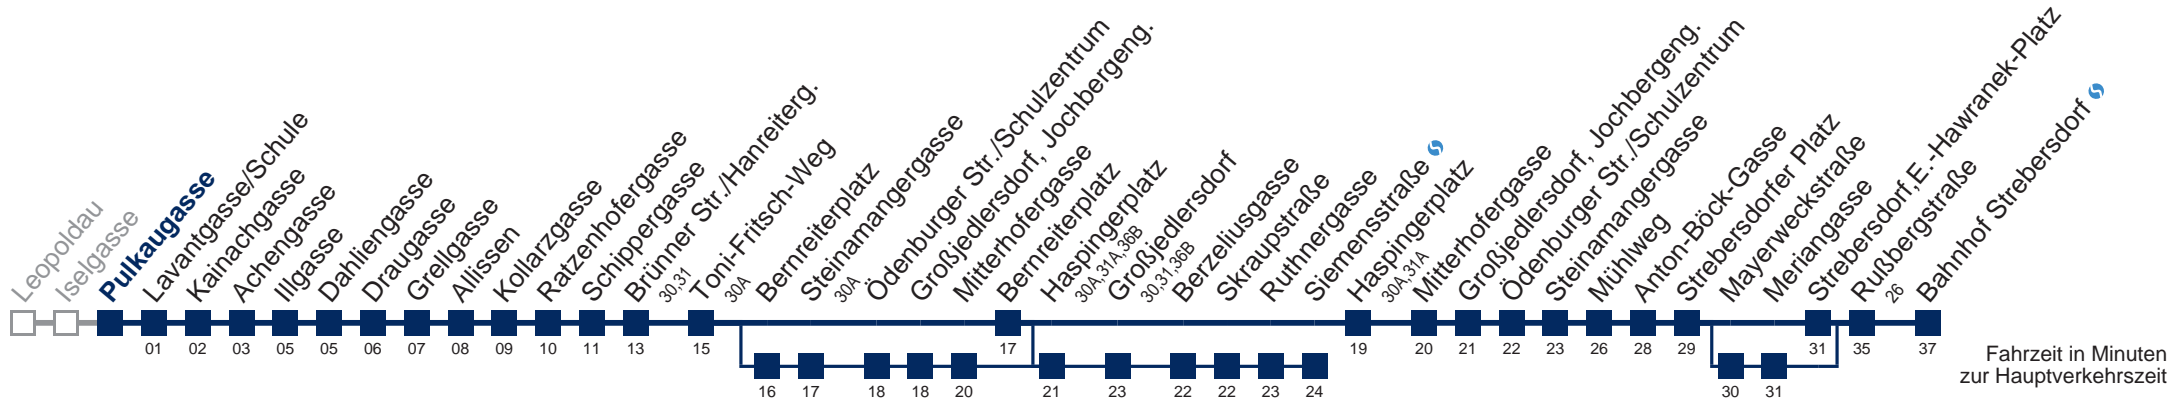 Leopoldau
Iselgasse
Pulkaugasse
Lavantgasse/Schule
Kainachgasse
Achengasse
Illgasse
Dahliengasse
Draugasse
Grellgasse
Allissen
Kollarzgasse
Ratzenhofergasse
Schippergasse
Brünner Str./Hanreiterg.
30,31
Toni-Fritsch-Weg
30A
Bernreiterplatz
Steinamangergasse
30A
Ödenburger Str./Schulzentrum
Großjedlersdorf, Jochbergeng.
Mitterhofergasse
Bernreiterplatz
Haspingerplatz
30A,31A,36B
Großjedlersdorf
30,31,36B
Berzeliusgasse
Skraupstraße
Ruthnergasse
Siemensstraße
Haspingerplatz
30A,31A
Mitterhofergasse
Großjedlersdorf, Jochbergeng.
Ödenburger Str./Schulzentrum
Steinamangergasse
Mühlweg
Anton-Böck-Gasse
Strebersdorfer Platz
Mayerweckstraße
Meriangasse
Strebersdorf,E.-Hawranek-Platz
Rußbergstraße
26
Bahnhof Strebersdorf
01 02 03 05 05 06 07 08 09 10 11 13 15 17 19 20 21 22 23 26 28 29 31 35 37
16 17 18 18 20 21 23 22 22 23 24 30 31
Fahrzeit in Minuten
zur Hauptverkehrszeit